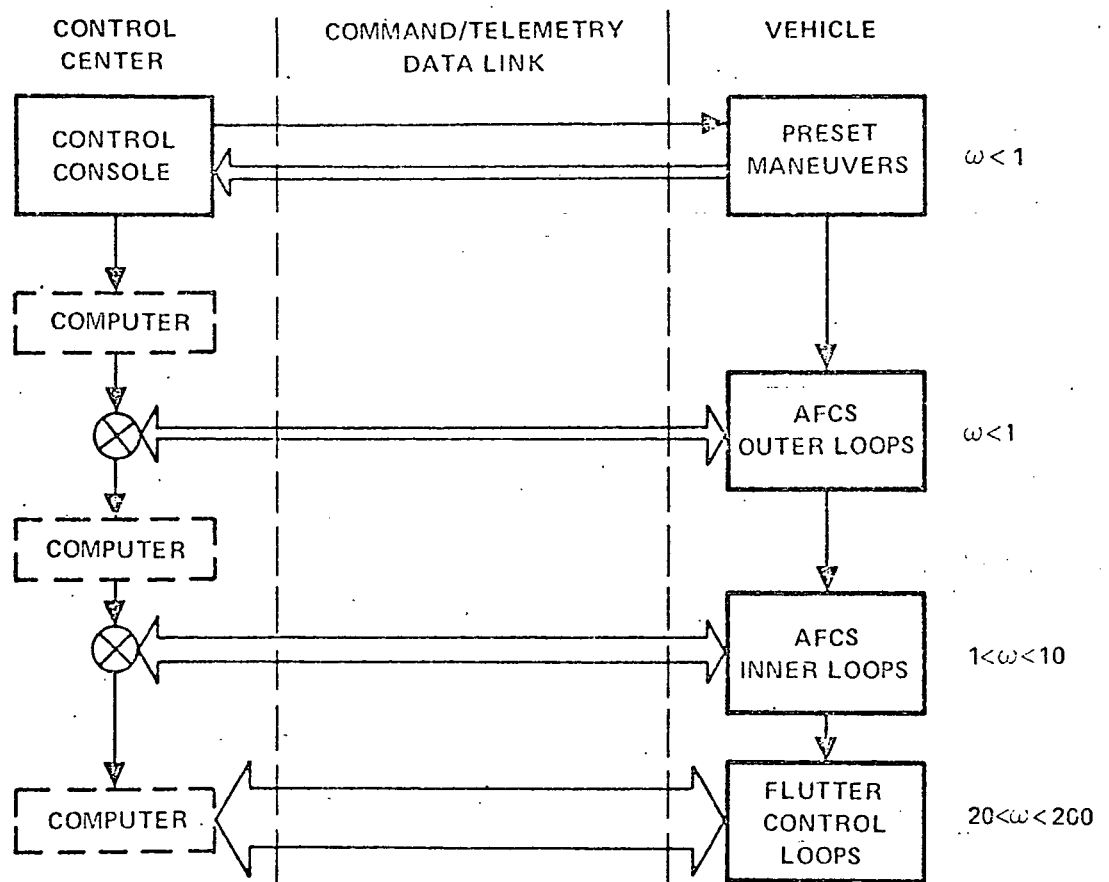 CONTROL
CENTER
COMMAND/TELEMETRY
DATA LINK
VEHICLE
CONTROL
CONSOLE
PRESET
MANEUVERS
ω < 1
COMPUTER
AFCS
OUTER LOOPS
ω < 1
COMPUTER
AFCS
INNER LOOPS
1<ω<10
COMPUTER
FLUTTER
CONTROL
LOOPS
20<ω<200